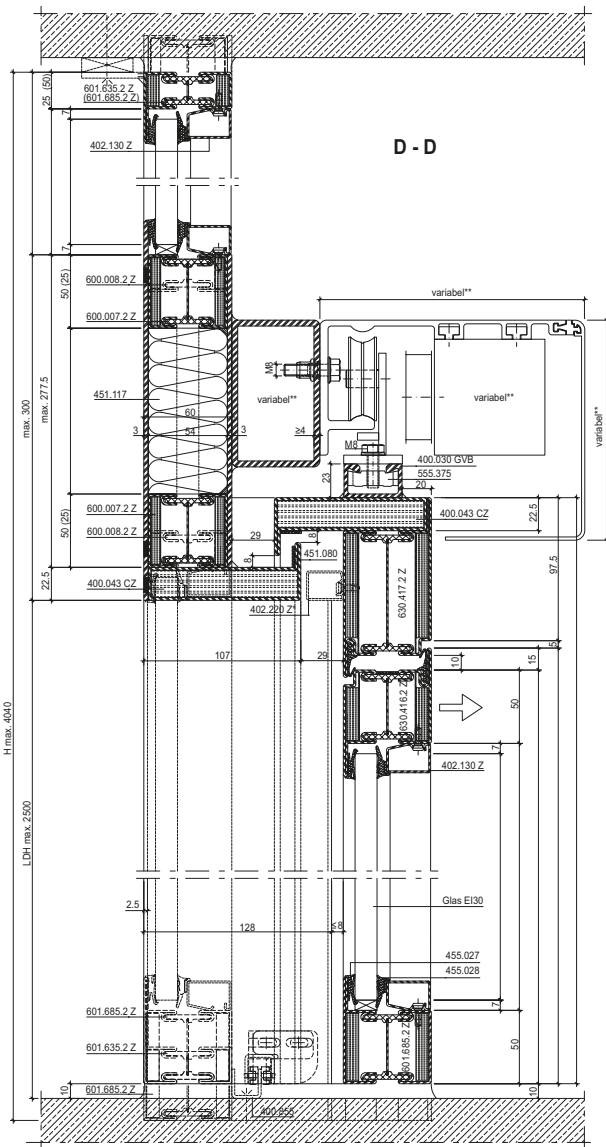 25 (50)
601.635.2 Z
(601.685.2 Z)
7
402.130 Z
D - D
7
50 (25)
600.008.2 Z
600.007.2 Z
variabel**
max. 300
max. 277.5
451.117
60
3
54
3
M8
variabel**
≥4
variabel**
variabel**
M8
23
400.030 GVB
555.375
20
50 (25)
600.007.2 Z
600.008.2 Z
29
8
8
451.080
400.043 CZ
22.5
97.5
22.5
400.043 CZ
402.220 Z*
630.417.2 Z
107
29
10
5
15
630.416.2 Z
50
7
402.130 Z
H max. 4040
LDH max. 2500
2.5
128
≤8
Glas EI30
455.027
455.028
7
601.685.2 Z
601.635.2 Z
601.685.2 Z
50
10
601.685.2 Z
400.855
10